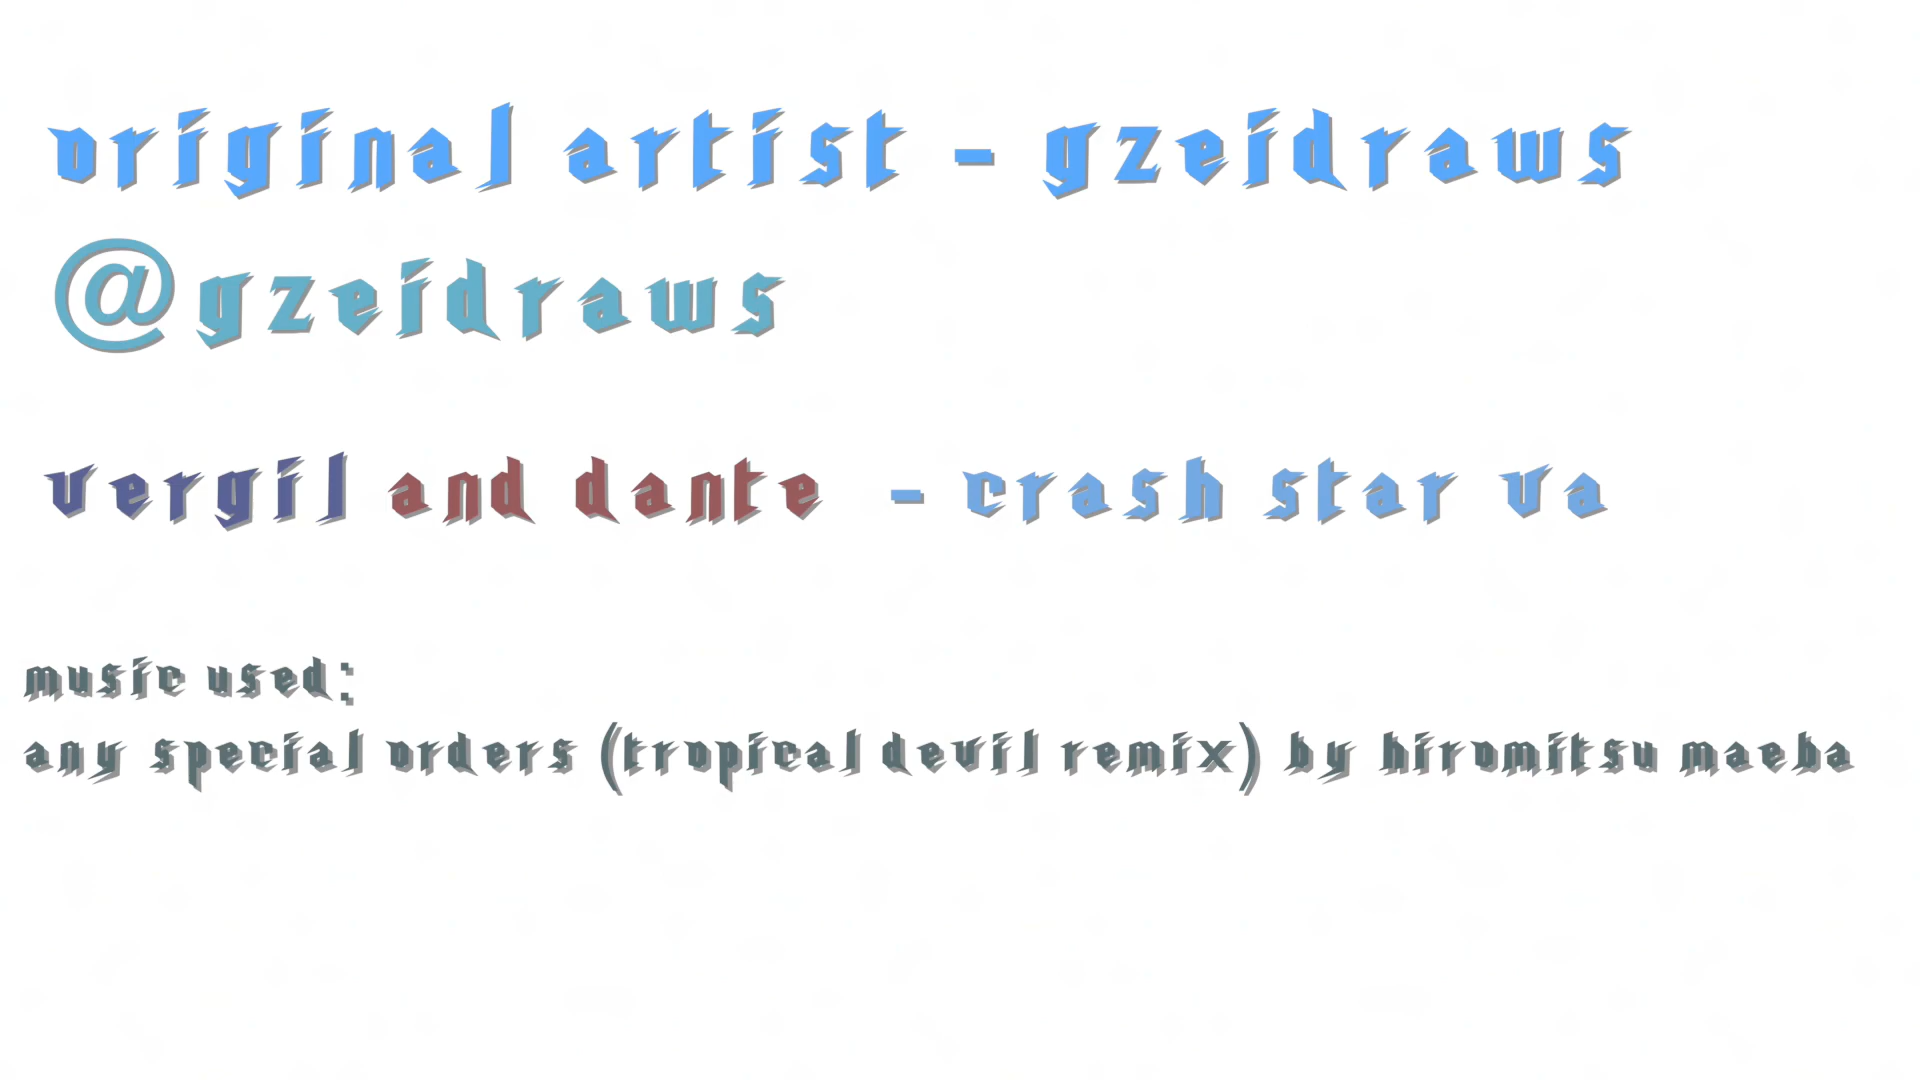 original artist - gzeidraws
@gzeidraws
vergil and dante - crash star va
music used:
any special orders (tropical devil remix) by hiromitsu maeba